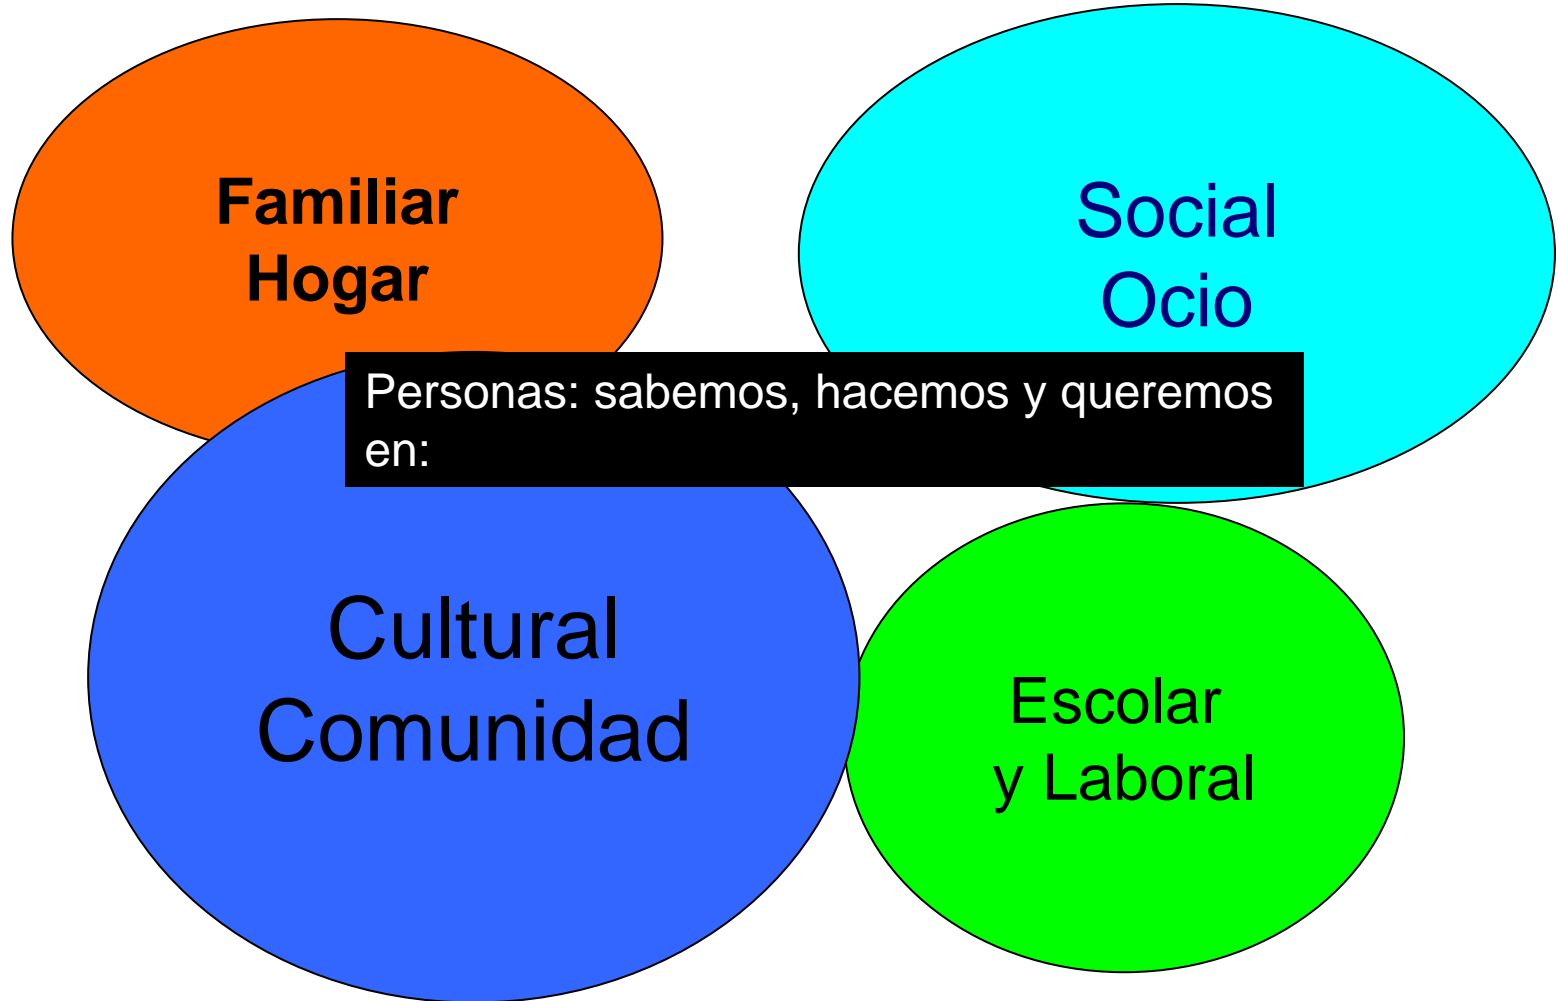 Familiar
Hogar
Social
Ocio
Personas: sabemos, hacemos y queremos
en:
Cultural
Comunidad
Escolar
y Laboral